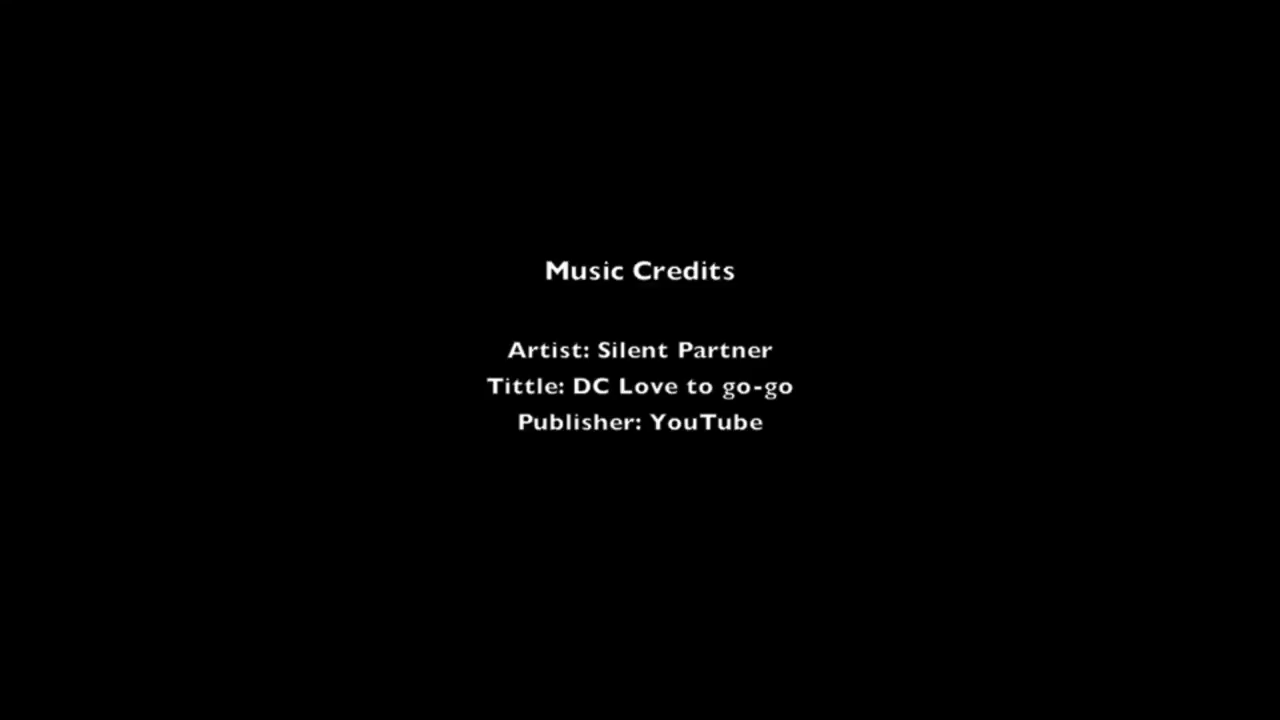 Music Credits
Artist: Silent Partner
Tittle: DC Love to go-go
Publisher: YouTube